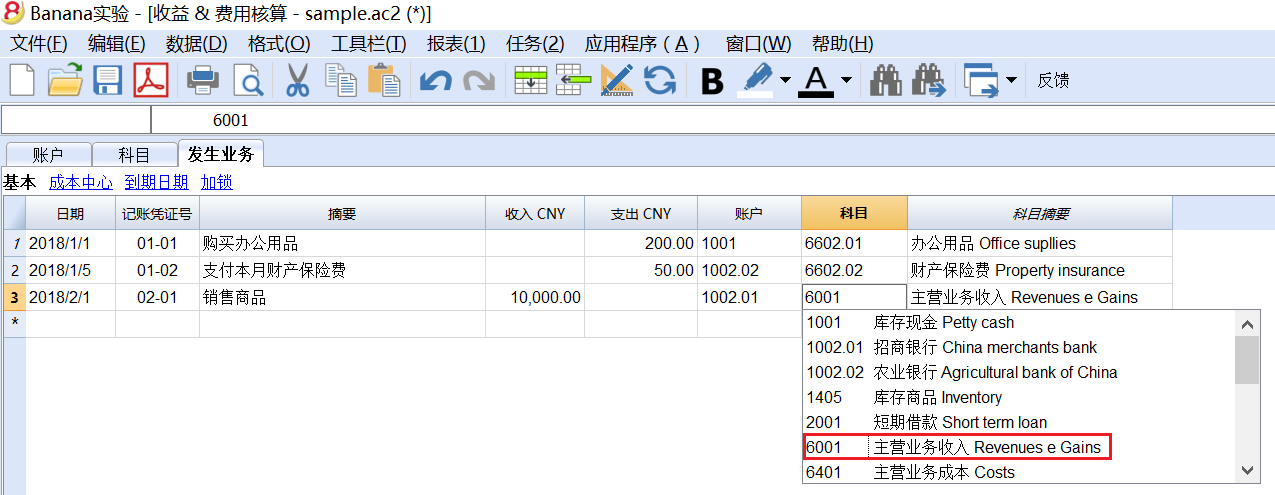 Banana实验 - [收益 & 费用核算 - sample.ac2 (*)]
文件(F) 编辑(E) 数据(D) 格式(O) 工具栏(T) 报表(1) 任务(2) 应用程序 ( A ) 窗口(W) 帮助(H)
B A 反馈
6001
账户 科目 发生业务
基本 成本中心 到期日期 加锁
日期 记账凭证号 摘要 收入 CNY 支出 CNY 账户 科目 科目摘要
1 2018/1/1 01-01 购买办公用品 200.00 1001 6602.01 办公用品 Office supllies
2 2018/1/5 01-02 支付本月财产保险费 50.00 1002.02 6602.02 财产保险费 Property insurance
3 2018/2/1 02-01 销售商品 10,000.00 1002.01 6001 主营业务收入 Revenues e Gains
*
1001 库存现金 Petty cash
1002.01 招商银行 China merchants bank
1002.02 农业银行 Agricultural bank of China
1405 库存商品 Inventory
2001 短期借款 Short term loan
6001 主营业务收入 Revenues e Gains
6401 主营业务成本 Costs